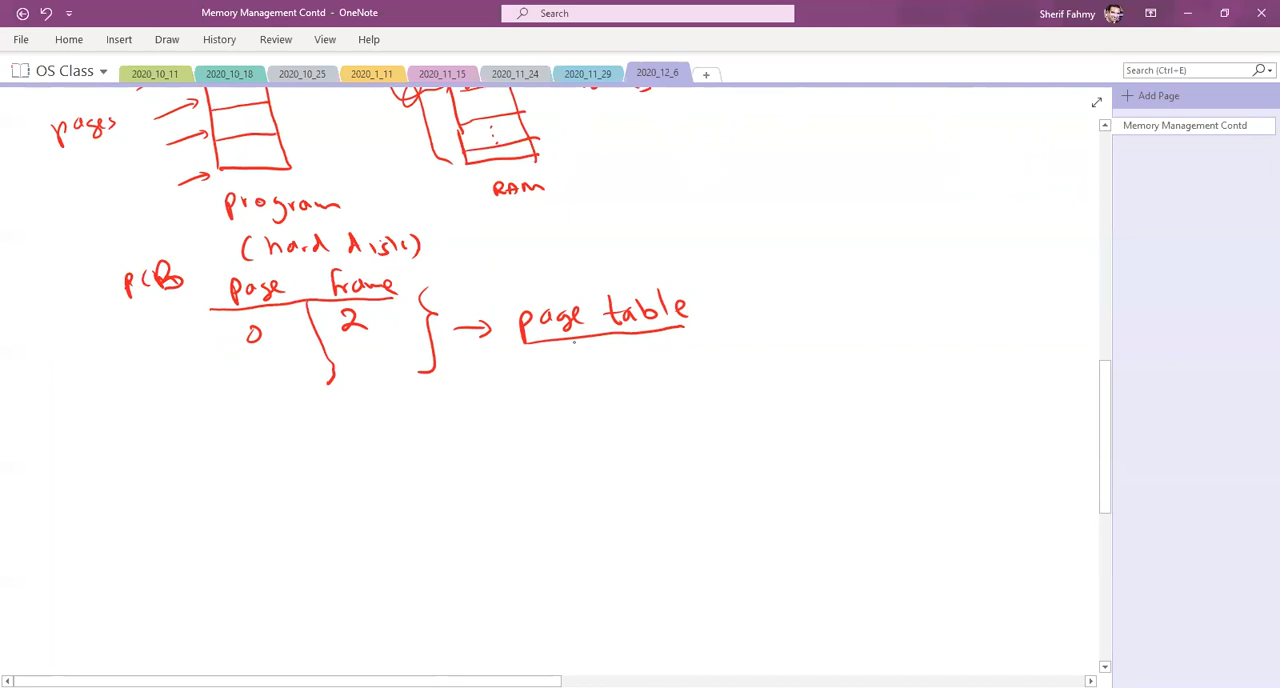 Memory Management Contd - OneNote
Search
Sherif Fahmy
File Home Insert Draw History Review View Help
OS Class
2020_10_11 2020_10_18 2020_10_25 2020_1_11 2020_11_15 2020_11_24 2020_11_29 2020_12_6
Search (Ctrl+E)
Add Page
Memory Management Contd
pages
RAM
program
(hard disk)
PCB page frame
0 2
page table